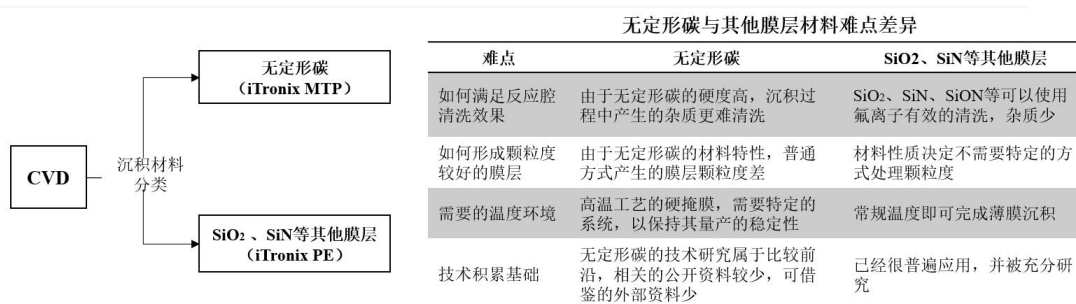 无定形碳与其他膜层材料难点差异
无定形碳
（iTronix MTP）
CVD
沉积材料
分类
SiO₂ 、SiN等其他膜层
（iTronix PE）
难点 无定形碳 SiO2、SiN等其他膜层
如何满足反应腔 由于无定形碳的硬度高，沉积过 SiO₂、SiN、SiON等可以使用
清洗效果 程中产生的杂质更难清洗 氟离子有效的清洗，杂质少
如何形成颗粒度 由于无定形碳的材料特性，普通 材料性质决定不需要特定的方
较好的膜层 方式产生的膜层颗粒度差 式处理颗粒度
需要的温度环境 高温工艺的硬掩膜，需要特定的 常规温度即可完成薄膜沉积
系统，以保持其量产的稳定性
技术积累基础 无定形碳的技术研究属于比较前 已经很普遍应用，并被充分研
沿，相关的公开资料较少，可借 究
鉴的外部资料少